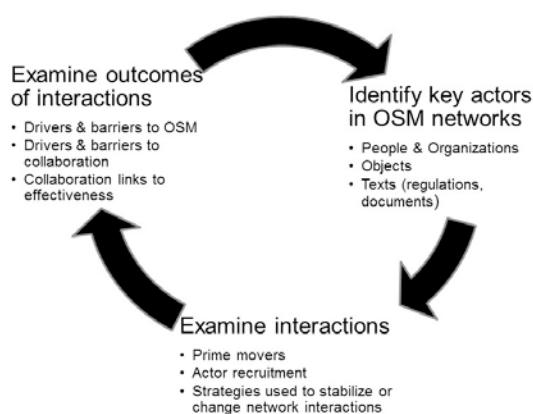 Examine outcomes
of interactions
• Drivers & barriers to OSM
• Drivers & barriers to
collaboration
• Collaboration links to
effectiveness
Identify key actors
in OSM networks
• People & Organizations
• Objects
• Texts (regulations,
documents)
Examine interactions
• Prime movers
• Actor recruitment
• Strategies used to stabilize or
change network interactions